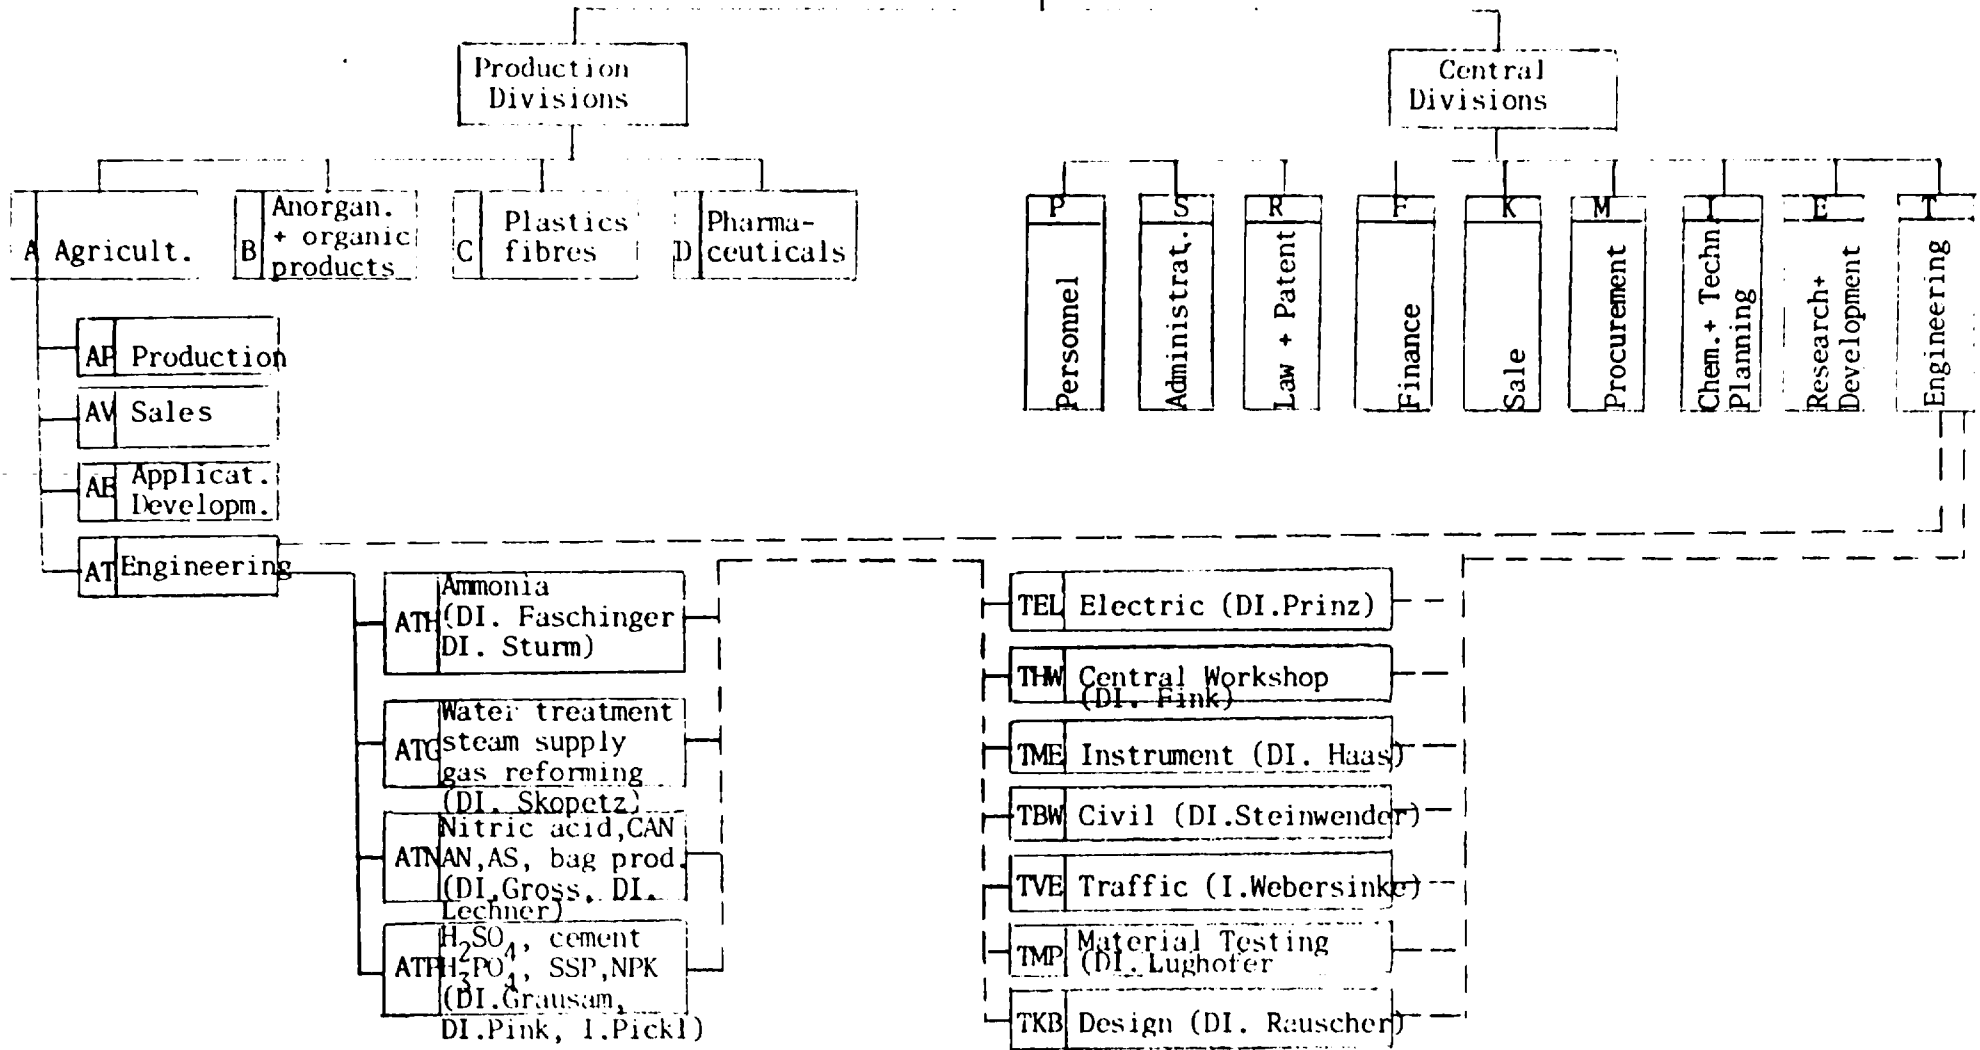 Production
Divisions
Central
Divisions
A Agricult.
B
Anorgan.
+ organic
products
C
Plastics
fibres
D
Pharma-
ceuticals
P
Personnel
S
Administrat.
R
Law + Patent
F
Finance
K
Sale
M
Procurement
I
Chem.+ Techn
Planning
E
Research+
Development
T
Engineering
AP Production
AV Sales
AE
Applicat.
Developm.
AT Engineering
ATH
Ammonia
(DI. Faschinger
DI. Sturm)
ATG
Water treatment
steam supply
gas reforming
(DI. Skopetz)
ATN
Nitric acid,CAN
AN,AS, bag prod.
(DI.Gross, DI.
Lechner)
ATP
H2SO4, cement
H3PO4, SSP,NPK
(DI.Grausam,
DI.Pink, I.Pickl)
TEL Electric (DI.Prinz)
THW Central Workshop
(DI. Fink)
TME Instrument (DI. Haas)
TBW Civil (DI.Steinwender)
TVE Traffic (I.Webersinke)
TMP Material Testing
(DI. Lughofer
TKB Design (DI. Rauscher)